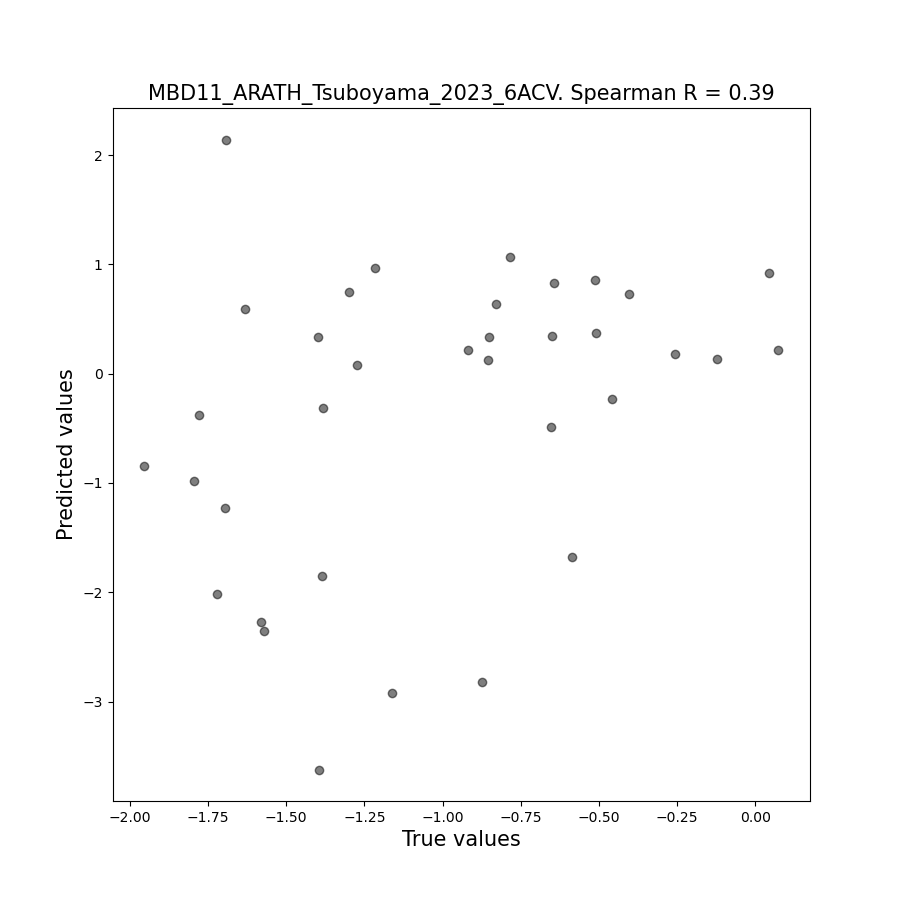 MBD11_ARATH_Tsuboyama_2023_6ACV. Spearman R = 0.39
Predicted values
2
1
0
−1
−2
−3
−2.00 −1.75 −1.50 −1.25 −1.00 −0.75 −0.50 −0.25 0.00
True values